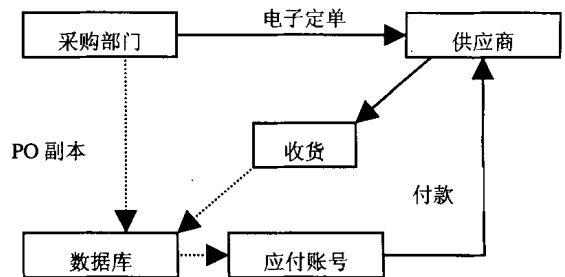 电子定单
采购部门
供应商
PO 副本
收货
付款
数据库
应付账号